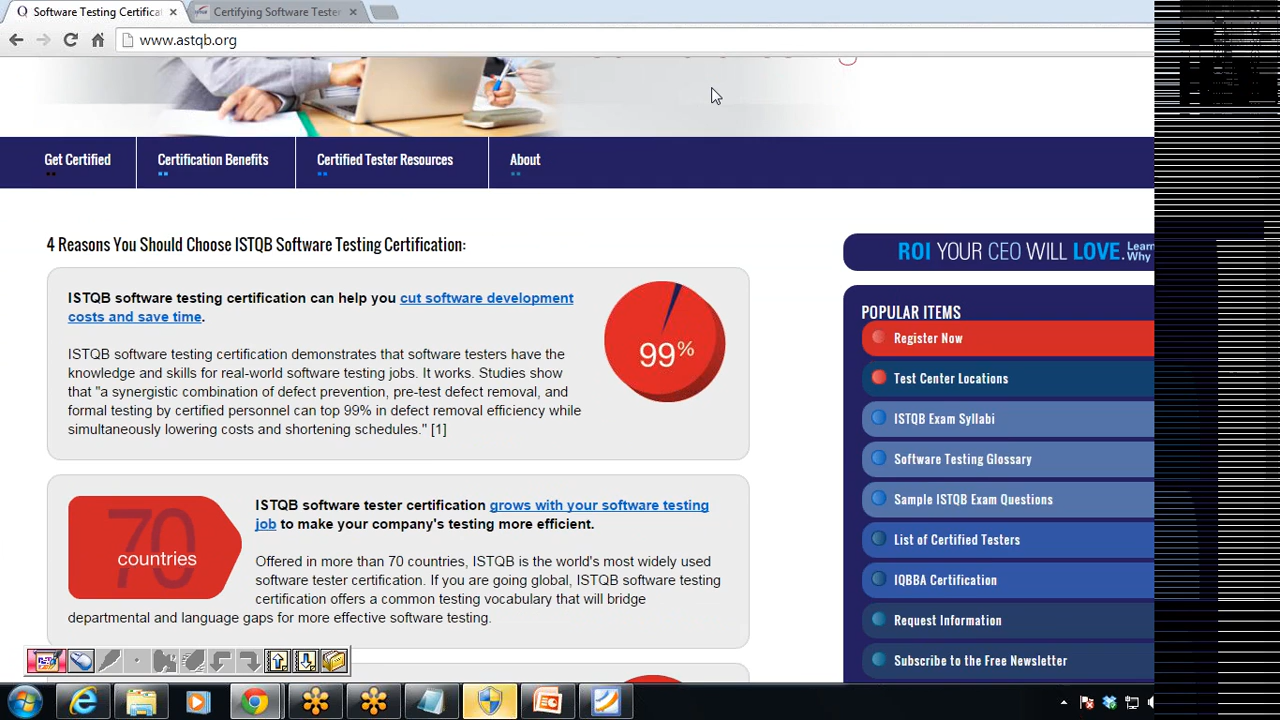 Software Testing Certificat
Certifying Software Tester
www.astqb.org
Get Certified
Certification Benefits
Certified Tester Resources
About
4 Reasons You Should Choose ISTQB Software Testing Certification:
ISTQB software testing certification can help you cut software development
costs and save time.
ISTQB software testing certification demonstrates that software testers have the
knowledge and skills for real-world software testing jobs. It works. Studies show
that "a synergistic combination of defect prevention, pre-test defect removal, and
formal testing by certified personnel can top 99% in defect removal efficiency while
simultaneously lowering costs and shortening schedules." [1]
99%
70
countries
ISTQB software tester certification grows with your software testing
job to make your company's testing more efficient.
Offered in more than 70 countries, ISTQB is the world's most widely used
software tester certification. If you are going global, ISTQB software testing
certification offers a common testing vocabulary that will bridge
departmental and language gaps for more effective software testing.
ROI YOUR CEO WILL LOVE. Learn
Why
POPULAR ITEMS
Register Now
Test Center Locations
ISTQB Exam Syllabi
Software Testing Glossary
Sample ISTQB Exam Questions
List of Certified Testers
IQBBA Certification
Request Information
Subscribe to the Free Newsletter